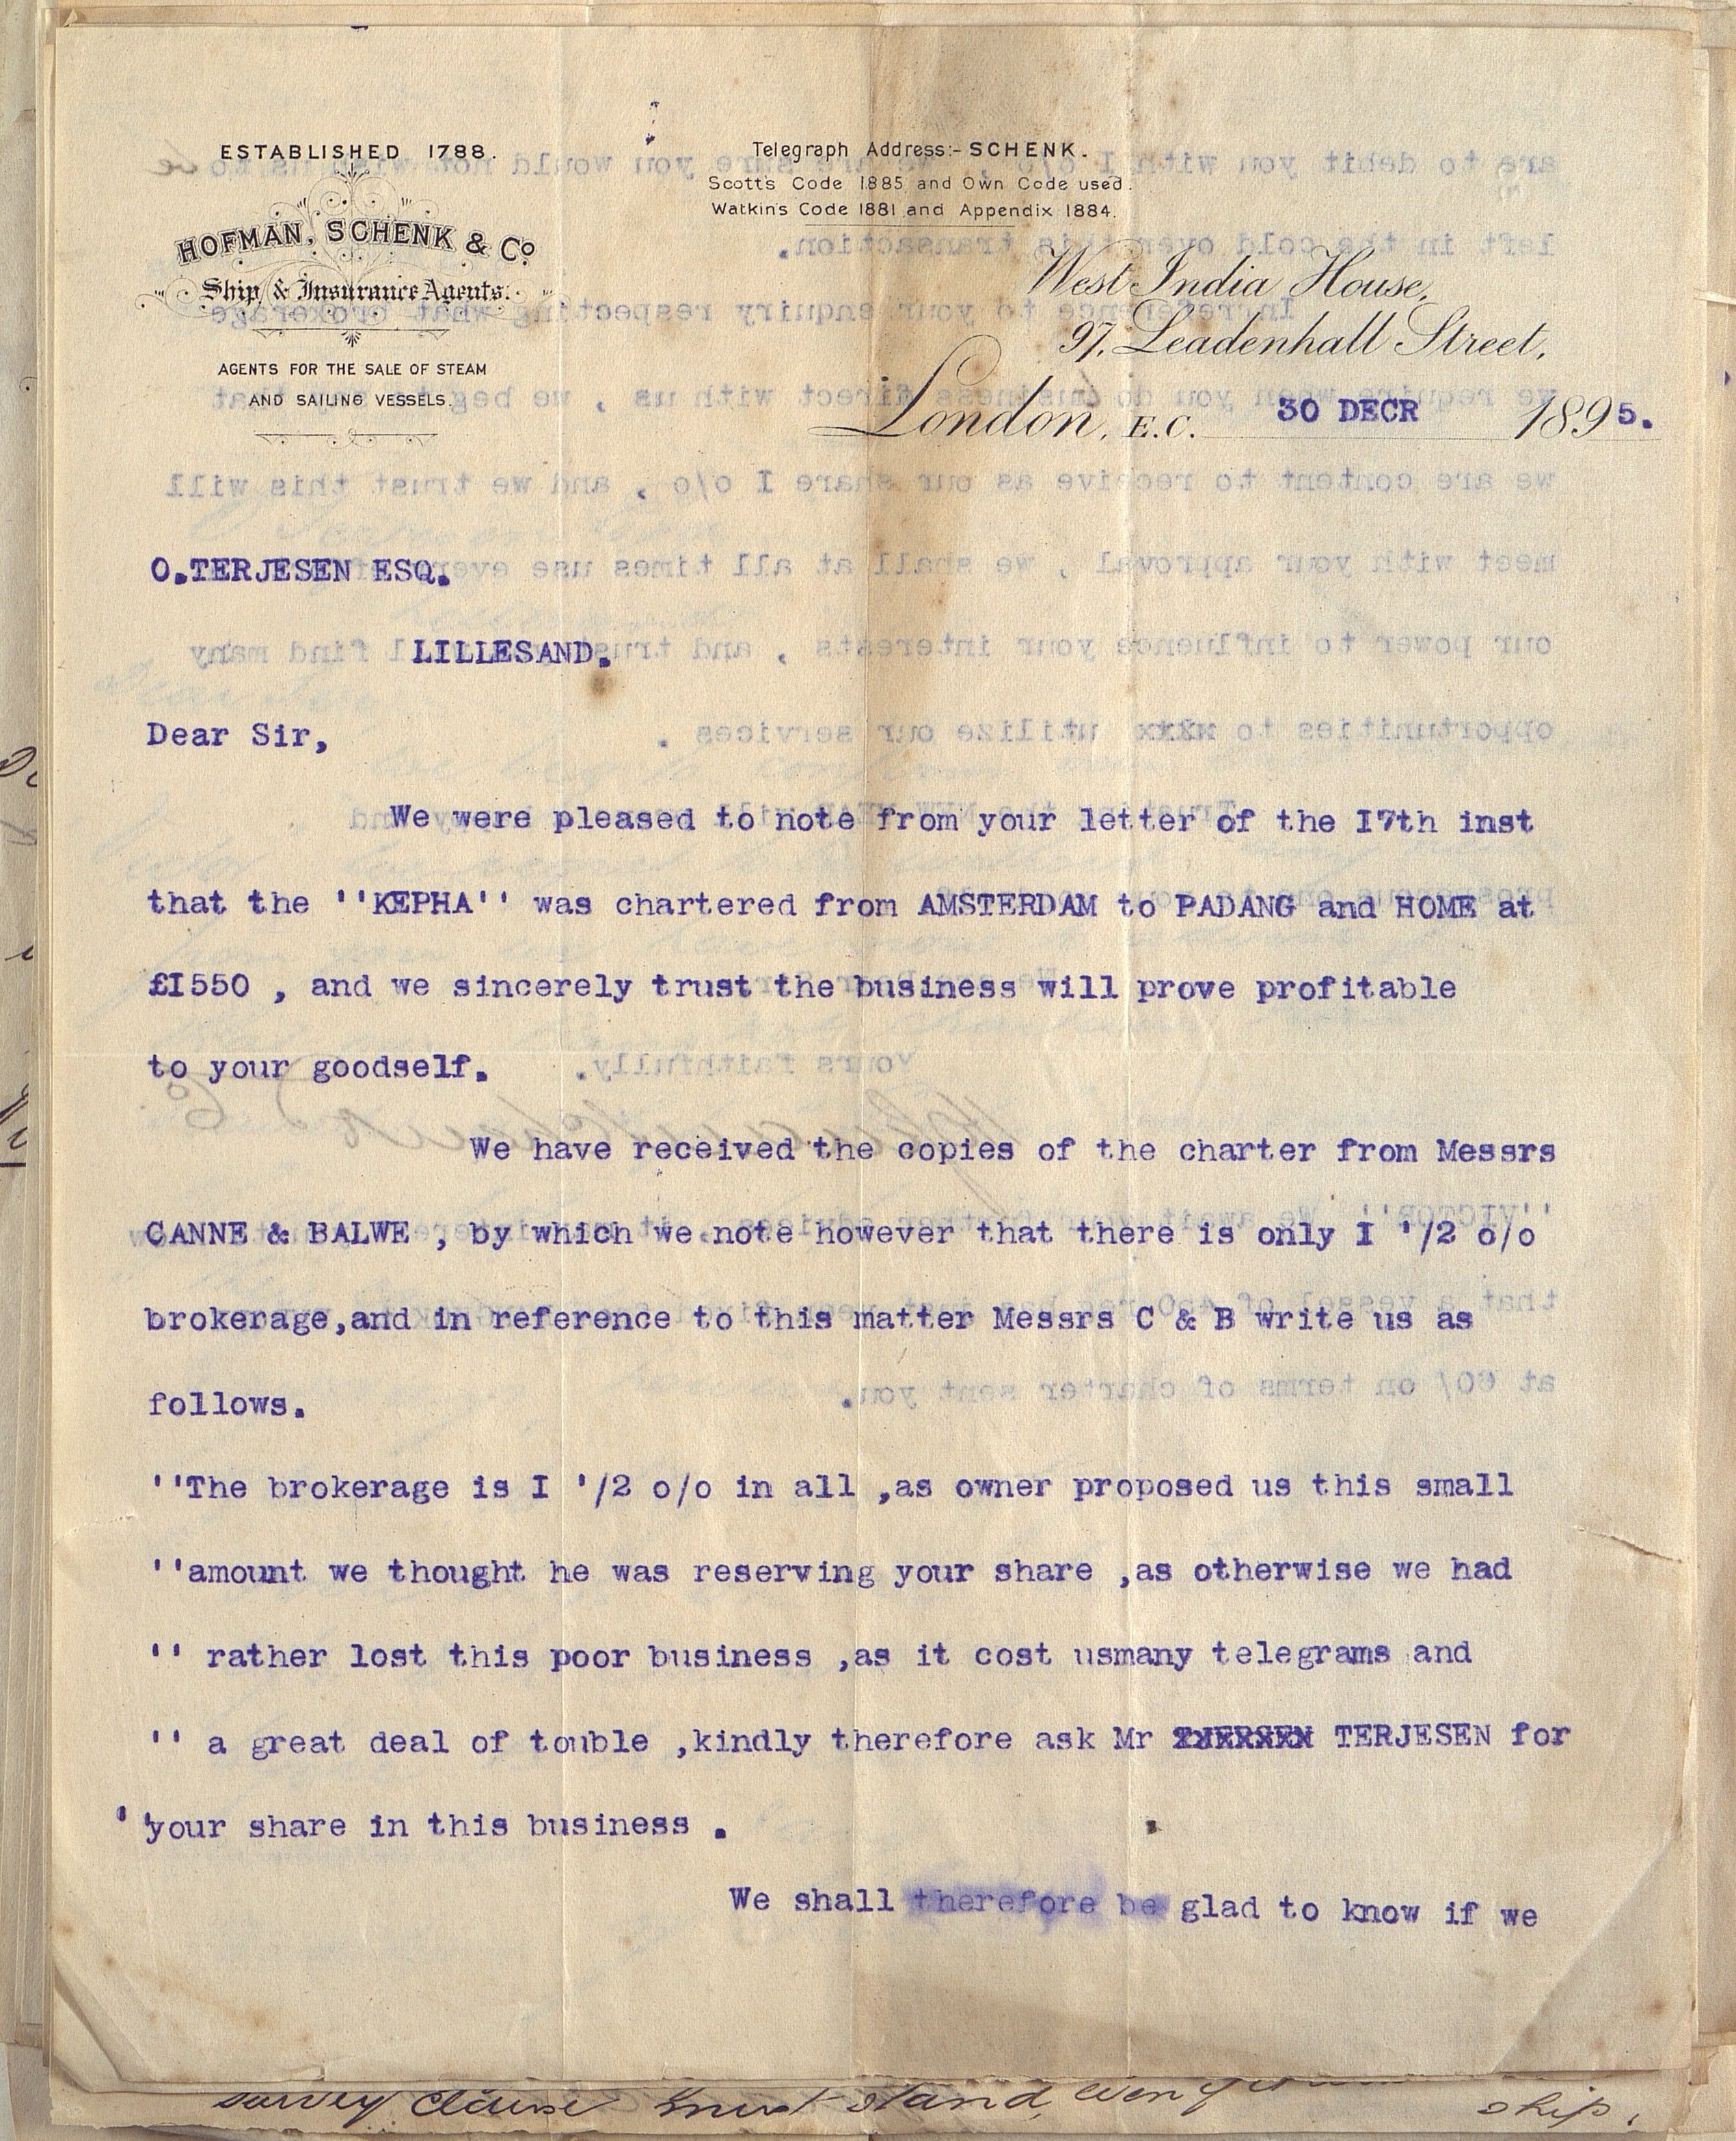 ESTABLISHED 1788.
HOFMAN, SCHENK & Co
Ship & Insurance Agents.
AGENTS FOR THE SALE OF STEAM
AND SAILING VESSELS.
Telegraph Address:- SCHENK.
Scott's Code 1885 and Own Code used.
Watkin's Code 1881 and Appendix 1884.
West India House,
97, Leadenhall Street,
London, E.C. 30 DECR 1895.
O.TERJESEN ESQ.
LILLESAND.
Dear Sir,
We were pleased to note from your letter of the I7th inst
that the ''KEPHA'' was chartered from AMSTERDAM to PADANG and HOME at
£I550 , and we sincerely trust the business will prove profitable
to your goodself.
We have received the copies of the charter from Messrs
CANNE & BALWE , by which we note however that there is only I '/2 o/o
brokerage,and in reference to this matter Messrs C & B write us as
follows.
''The brokerage is I '/2 o/o in all ,as owner proposed us this small
''amount we thought he was reserving your share ,as otherwise we had
'' rather lost this poor business ,as it cost usmany telegrams and
'' a great deal of touble ,kindly therefore ask Mr TERJESEN for
''your share in this business .
We shall therefore be glad to know if we
survey clause must stand, ship.